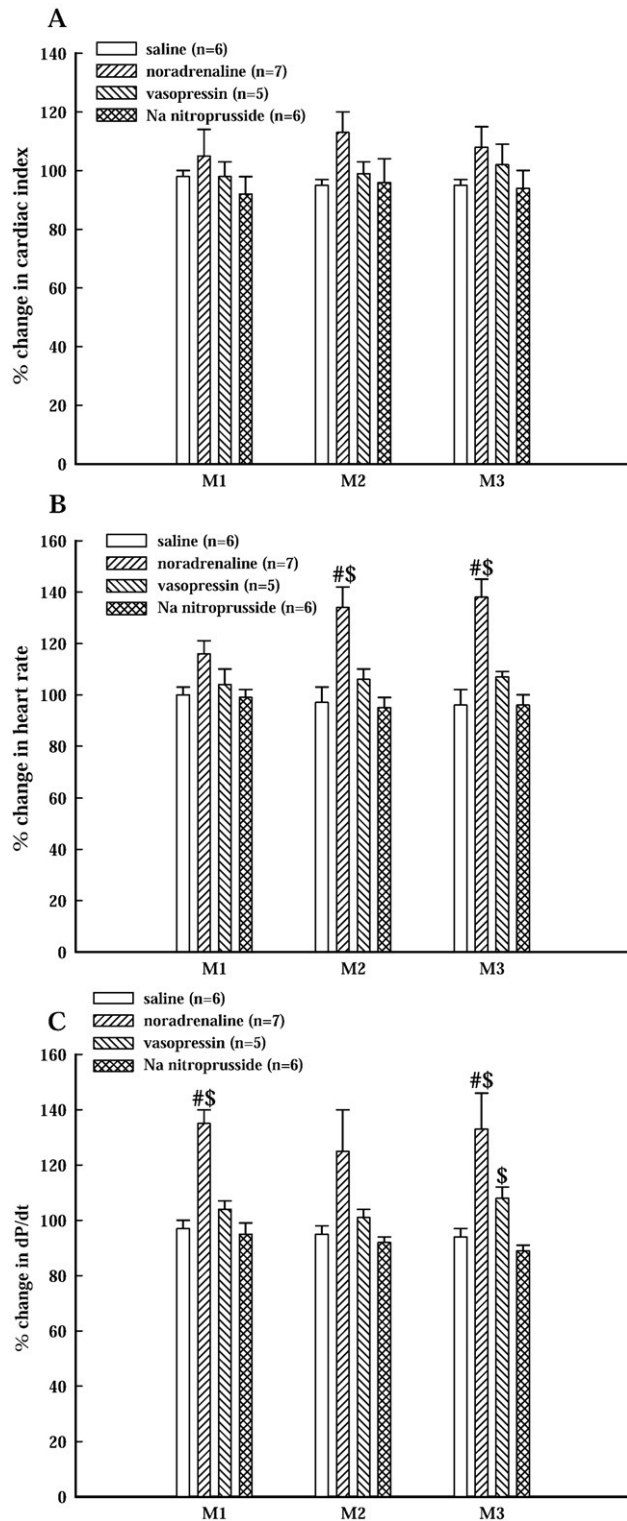 A
saline (n=6)
noradrenaline (n=7)
vasopressin (n=5)
Na nitroprusside (n=6)
% change in cardiac index
140
120
100
80
60
40
20
0
M1 M2 M3
B
saline (n=6)
noradrenaline (n=7)
vasopressin (n=5)
Na nitroprusside (n=6)
% change in heart rate
160
140
120
100
80
60
40
20
0
#$ #$
M1 M2 M3
C
saline (n=6)
noradrenaline (n=7)
vasopressin (n=5)
Na nitroprusside (n=6)
% change in dP/dt
160
140
120
100
80
60
40
20
0
#$ #$
$
M1 M2 M3